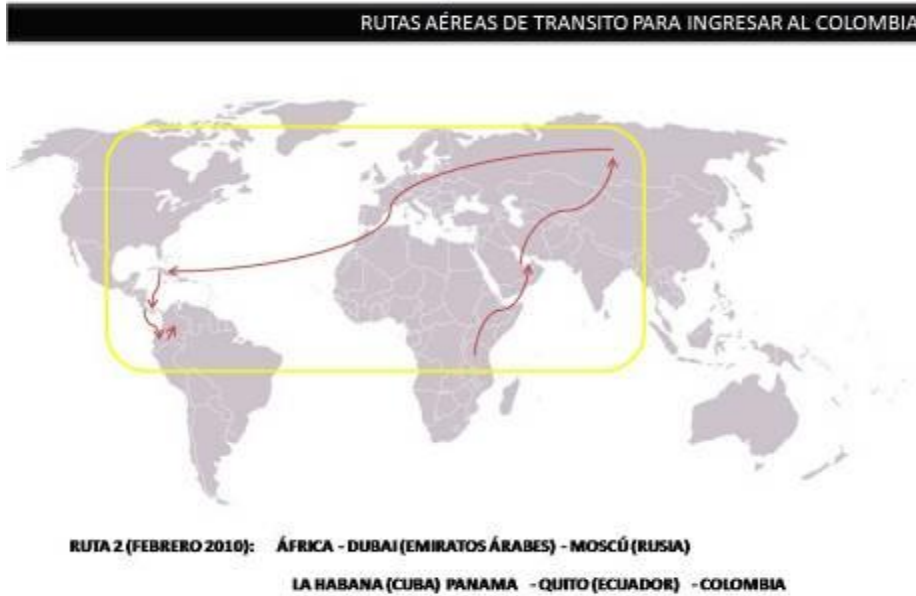 RUTAS AÉREAS DE TRANSITO PARA INGRESAR AL COLOMBIA
RUTA 2 (FEBRERO 2010): ÁFRICA - DUBAI (EMIRATOS ÁRABES) - MOSCÚ (RUSIA)
LA HABANA (CUBA) PANAMA - QUITO (ECUADOR) - COLOMBIA